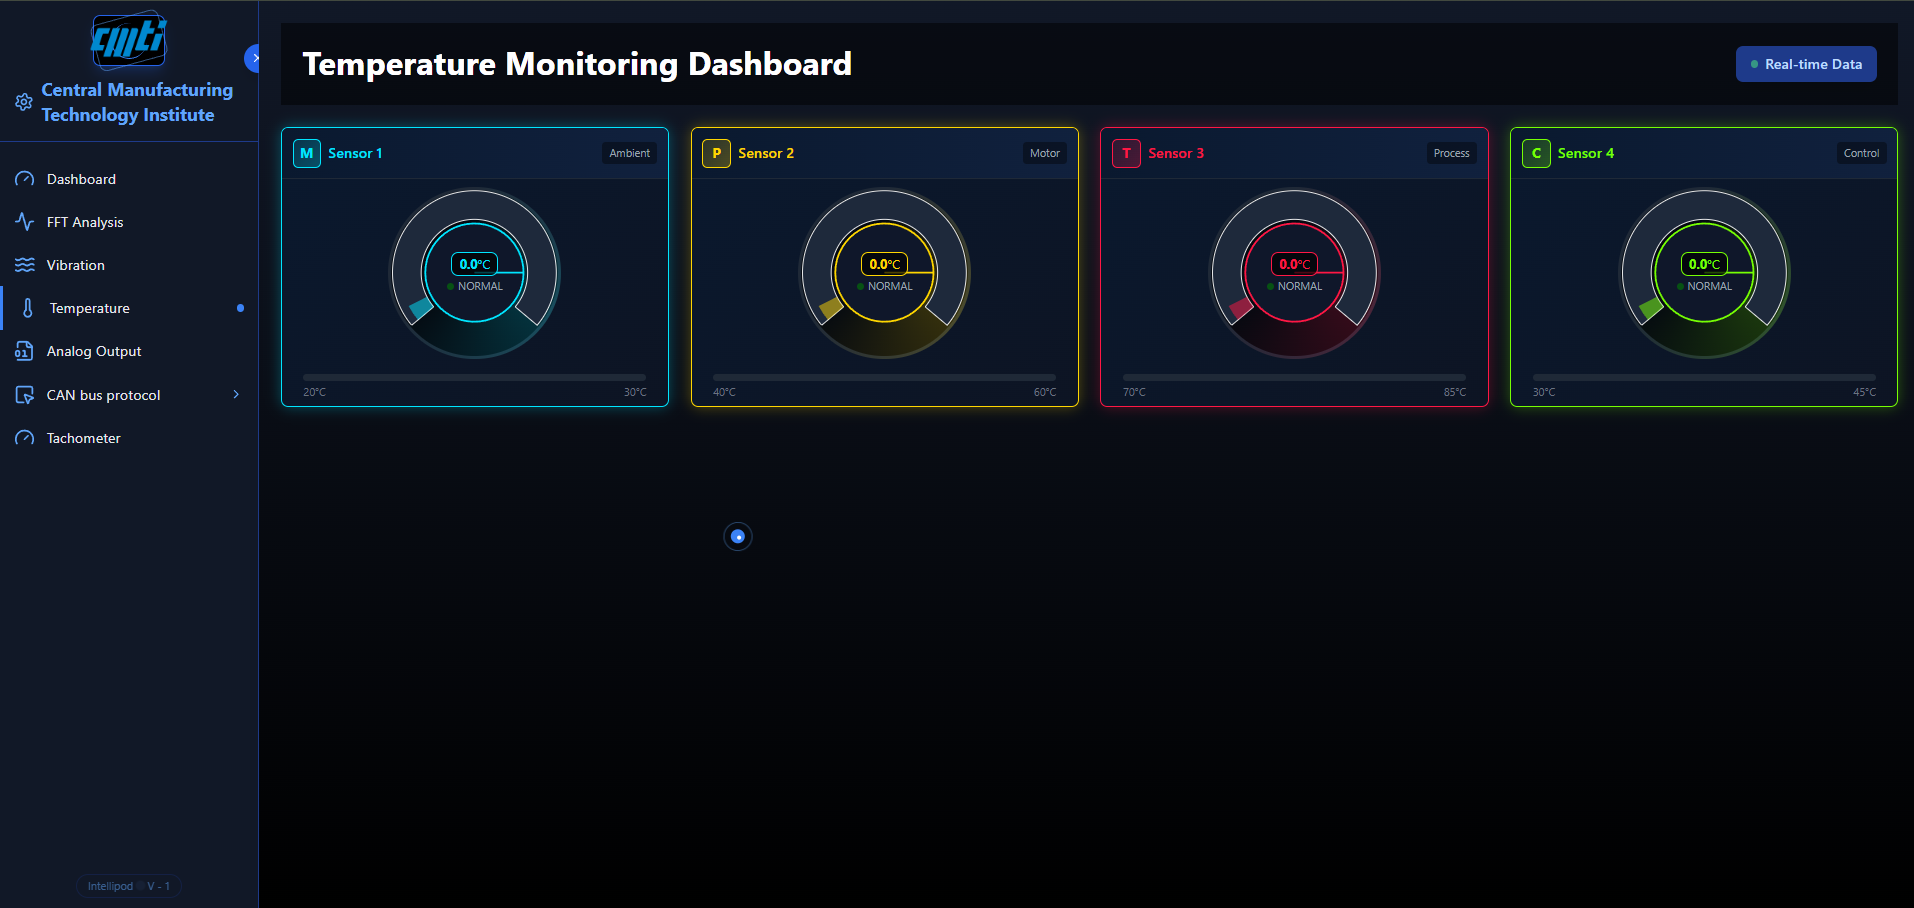 cmti
Central Manufacturing
Technology Institute
Dashboard
FFT Analysis
Vibration
Temperature
Analog Output
CAN bus protocol
Tachometer
Intellipod V - 1
Temperature Monitoring Dashboard
Real-time Data
M Sensor 1 Ambient
0.0°C
NORMAL
20°C 30°C
P Sensor 2 Motor
0.0°C
NORMAL
40°C 60°C
T Sensor 3 Process
0.0°C
NORMAL
70°C 85°C
C Sensor 4 Control
0.0°C
NORMAL
30°C 45°C